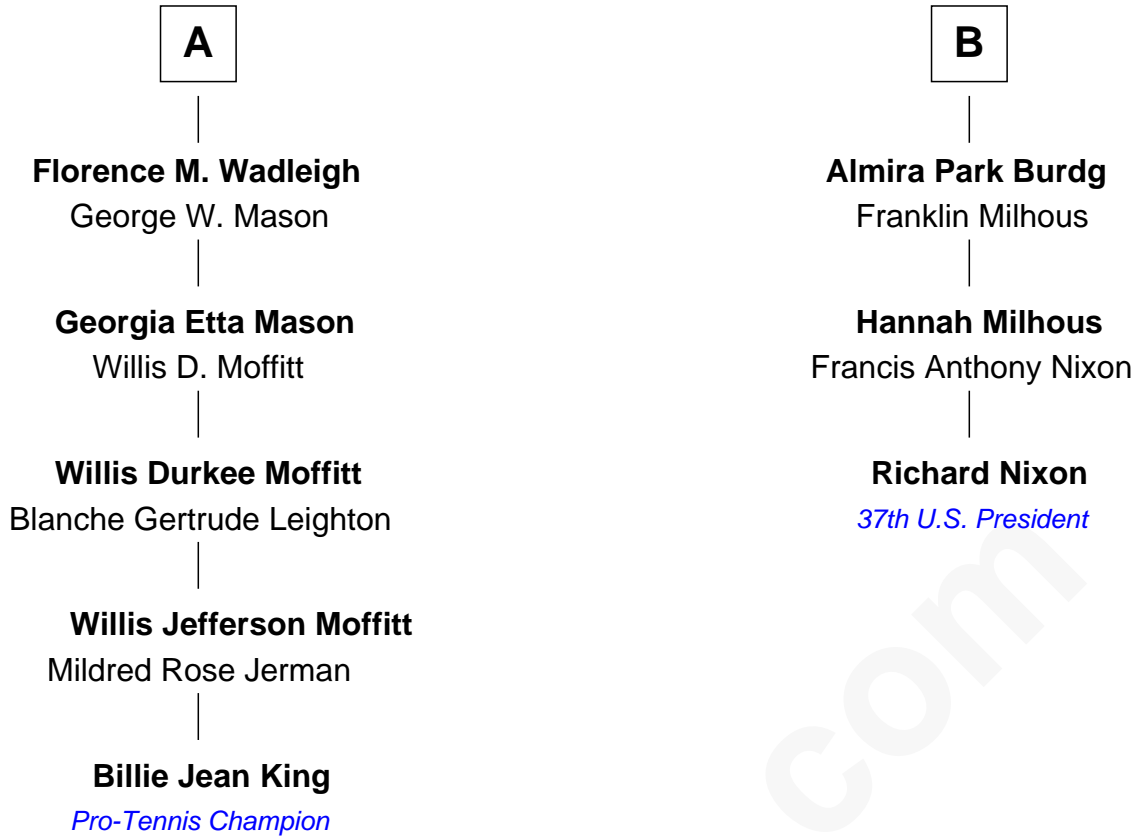 A
Florence M. Wadleigh
George W. Mason
Georgia Etta Mason
Willis D. Moffitt
Willis Durkee Moffitt
Blanche Gertrude Leighton
Willis Jefferson Moffitt
Mildred Rose Jerman
Billie Jean King
Pro-Tennis Champion
B
Almira Park Burdg
Franklin Milhous
Hannah Milhous
Francis Anthony Nixon
Richard Nixon
37th U.S. President
com